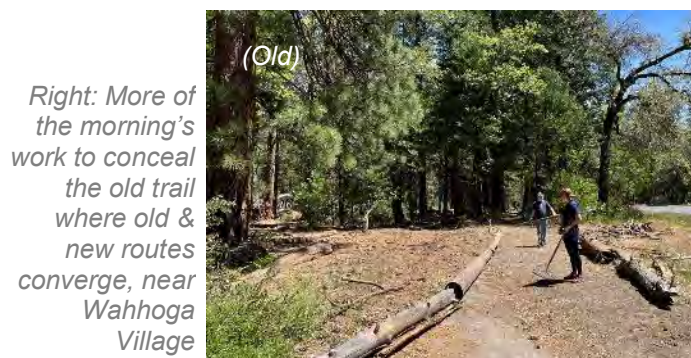 (Old)
Right: More of
the morning's
work to conceal
the old trail
where old &
new routes
converge, near
Wahhoga
Village